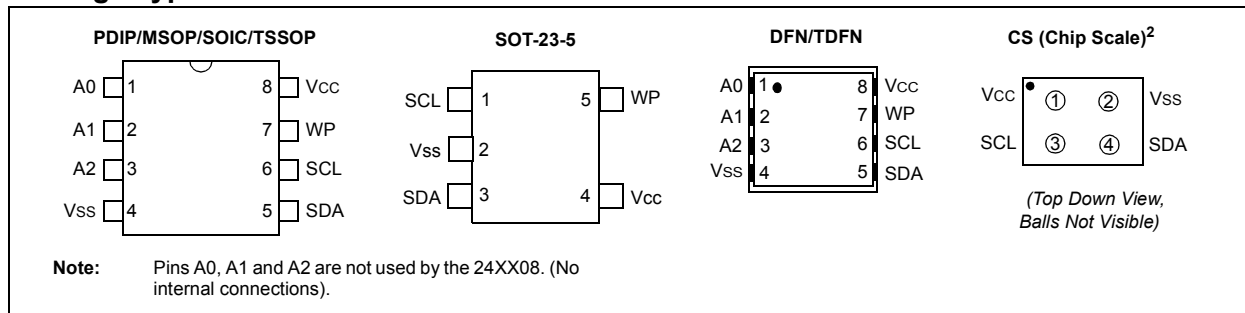 PDIP/MSOP/SOIC/TSSOP
A0 1 8 VCC
A1 2 7 WP
A2 3 6 SCL
VSS 4 5 SDA
SOT-23-5
SCL 1 5 WP
Vss 2
SDA 3 4 Vcc
DFN/TDFN
A0 1 8 VCC
A1 2 7 WP
A2 3 6 SCL
VSS 4 5 SDA
CS (Chip Scale)2
VCC 1 2 VSS
SCL 3 4 SDA
(Top Down View,
Balls Not Visible)
Note: Pins A0, A1 and A2 are not used by the 24XX08. (No
internal connections).